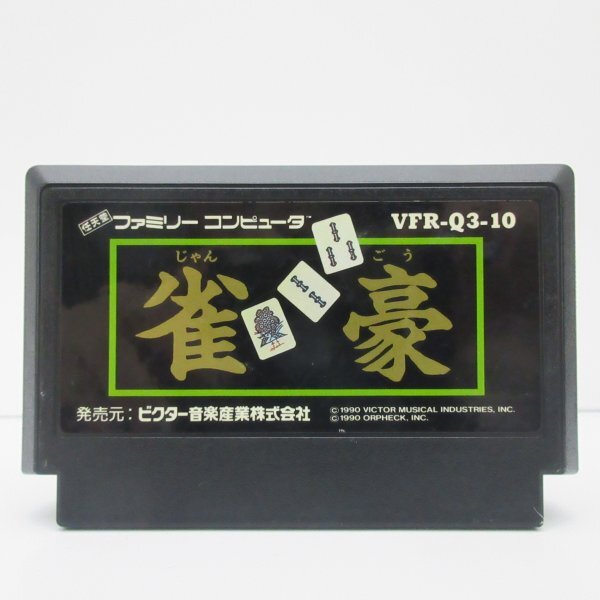 任天堂 ファミリー コンピュータ™ VFR-Q3-10
じゃん ごう
雀 豪
発売元：ビクター音楽産業株式会社
©1990 VICTOR MUSICAL INDUSTRIES, INC.
©1990 ORPHECK, INC.